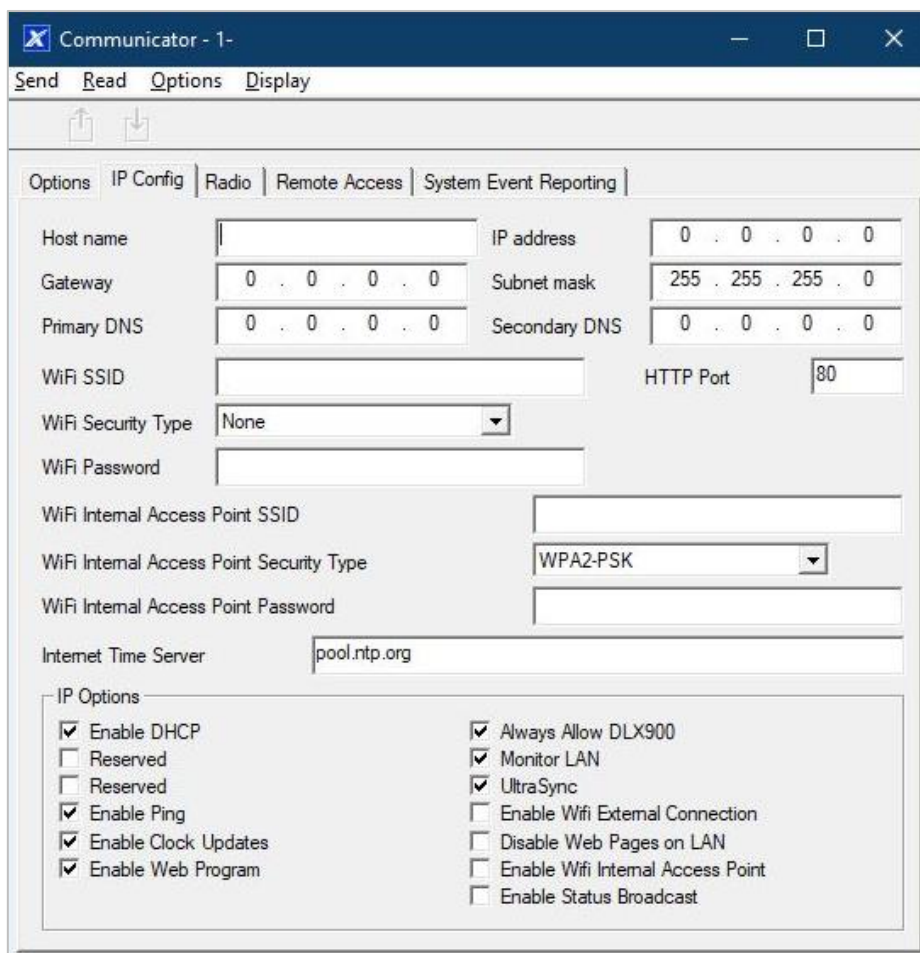 Communicator - 1-
Send Read Options Display
Options IP Config Radio Remote Access System Event Reporting
Host name IP address 0 . 0 . 0 . 0
Gateway 0 . 0 . 0 . 0 Subnet mask 255 . 255 . 255 . 0
Primary DNS 0 . 0 . 0 . 0 Secondary DNS 0 . 0 . 0 . 0
WiFi SSID HTTP Port 80
WiFi Security Type None
WiFi Password
WiFi Internal Access Point SSID
WiFi Internal Access Point Security Type WPA2-PSK
WiFi Internal Access Point Password
Internet Time Server pool.ntp.org
IP Options
Enable DHCP Always Allow DLX900
Reserved Monitor LAN
Reserved UltraSync
Enable Ping Enable Wifi External Connection
Enable Clock Updates Disable Web Pages on LAN
Enable Web Program Enable Wifi Internal Access Point
Enable Status Broadcast